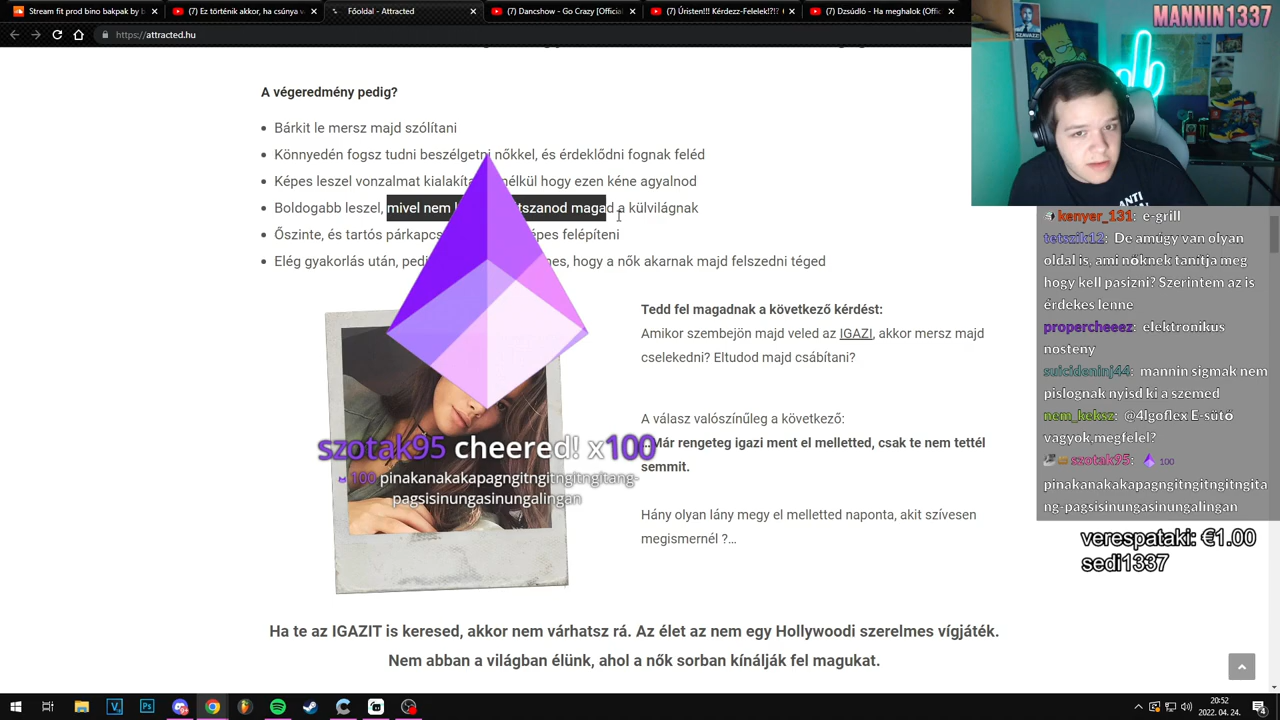 Stream fit prod bino bakpak by b
(7) Ez történik akkor, ha csúnya v
Főoldal - Attracted
(7) Dancshow - Go Crazy [Official
(7) Úristen!!! Kérdezz-Felelek!?!?
(7) Dzsúdló - Ha meghalok (Offic
MANNIN1337
https://attracted.hu
SZAVAZZ
A végeredmény pedig?
Bárkit le mersz majd szólítani
Könnyedén fogsz tudni beszélgetni nőkkel, és érdeklődni fognak feléd
Képes leszel vonzalmat kialakíta nélkül hogy ezen kéne agyalnod
Boldogabb leszel, mivel nem tszanod magad a külvilágnak
Őszinte, és tartós párkapcs épes felépíteni
Elég gyakorlás után, pedi nes, hogy a nők akarnak majd felszedni téged
Tedd fel magadnak a következő kérdést:
Amikor szembejön majd veled az IGAZI, akkor mersz majd
cselekedni? Eltudod majd csábítani?
A válasz valószínűleg a következő:
Már rengeteg igazi ment el melletted, csak te nem tettél
semmit.
Hány olyan lány megy el melletted naponta, akit szívesen
megismernél ?...
szotak95 cheered! x100
100 pinakanakakapagngitngitngitngitang-
pagsisinungasinungalingan
Ha te az IGAZIT is keresed, akkor nem várhatsz rá. Az élet az nem egy Hollywoodi szerelmes vígjáték.
Nem abban a világban élünk, ahol a nők sorban kínálják fel magukat.
ANTI
kenyer_131: e-grill
tetszik12: De amúgy van olyan
oldal is, ami nőknek tanítja meg
hogy kell pasizni? Szerintem az is
érdekes lenne
propercheeez: elektronikus
nosteny
suicideninj44: mannin sigmak nem
pislognak nyisd ki a szemed
nem_keksz: @4lgoflex E-sütő
vagyok.megfelel?
szotak95: 100
pinakanakakapagngitngitngitngita
ng-pagsisinungasinungalingan
verespataki: €1.00
sedi1337
20:52
2022. 04. 24.
4